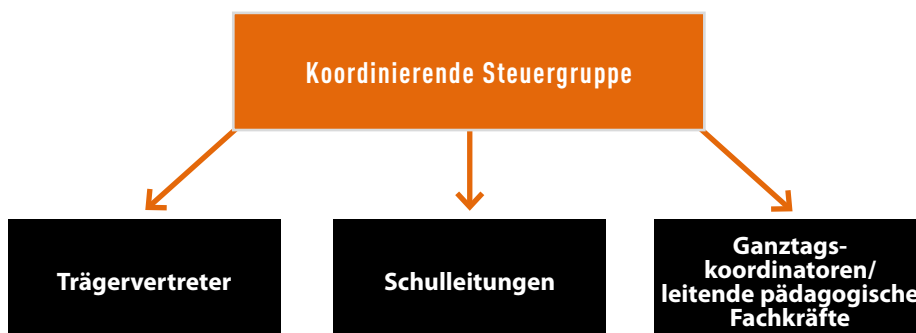 Koordinierende Steuergruppe
Trägervertreter
Schulleitungen
Ganztags-
koordinatoren/
leitende pädagogische
Fachkräfte